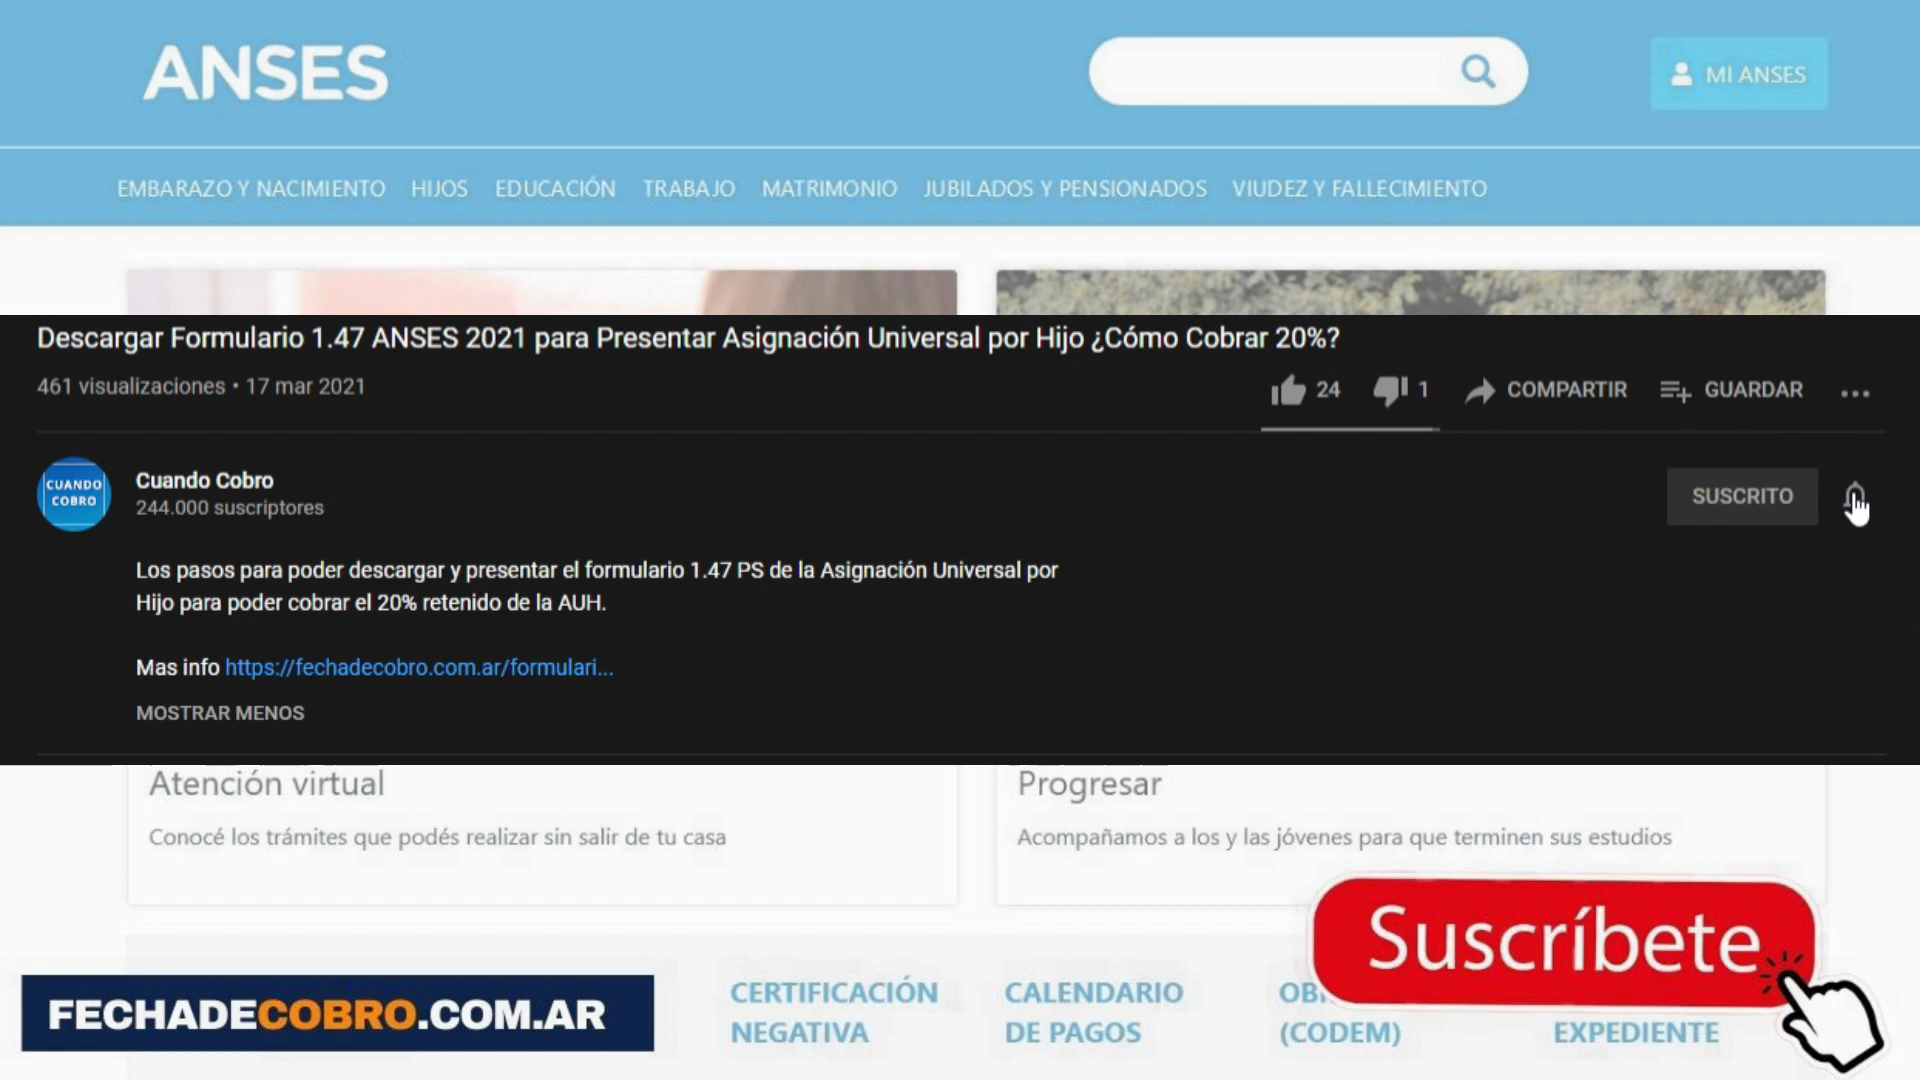 ANSES
MI ANSES
EMBARAZO Y NACIMIENTO HIJOS EDUCACIÓN TRABAJO MATRIMONIO JUBILADOS Y PENSIONADOS VIUDEZ Y FALLECIMIENTO
Descargar Formulario 1.47 ANSES 2021 para Presentar Asignación Universal por Hijo ¿Cómo Cobrar 20%?
461 visualizaciones • 17 mar 2021
24 1 COMPARTIR GUARDAR ...
CUANDO
COBRO
Cuando Cobro
244.000 suscriptores
SUSCRITO
Los pasos para poder descargar y presentar el formulario 1.47 PS de la Asignación Universal por
Hijo para poder cobrar el 20% retenido de la AUH.
Mas info https://fechadecobro.com.ar/formulari...
MOSTRAR MENOS
Atención virtual
Conocé los trámites que podés realizar sin salir de tu casa
Progresar
Acompañamos a los y las jóvenes para que terminen sus estudios
Suscríbete
FECHADECOBRO.COM.AR
CERTIFICACIÓN
NEGATIVA
CALENDARIO
DE PAGOS
(CODEM)
EXPEDIENTE